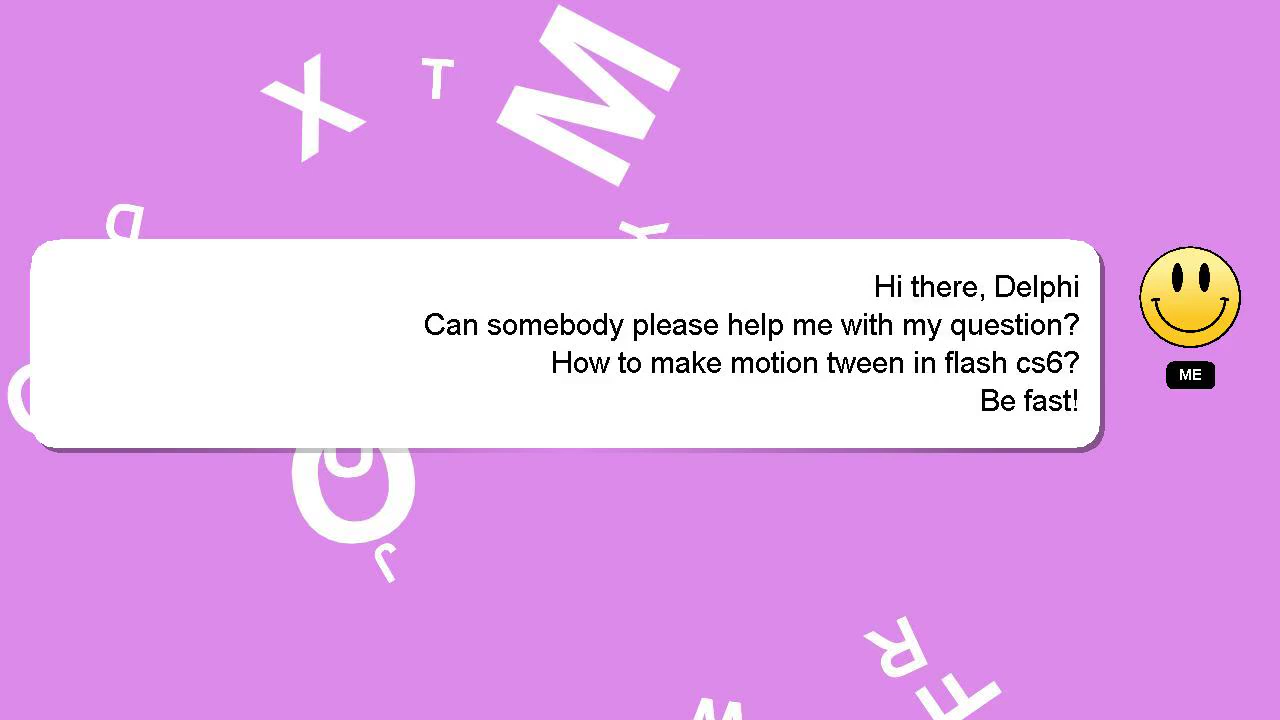 X
T
M
D
Y
Hi there, Delphi
Can somebody please help me with my question?
How to make motion tween in flash cs6?
Be fast!
ME
O
J
R
F
W